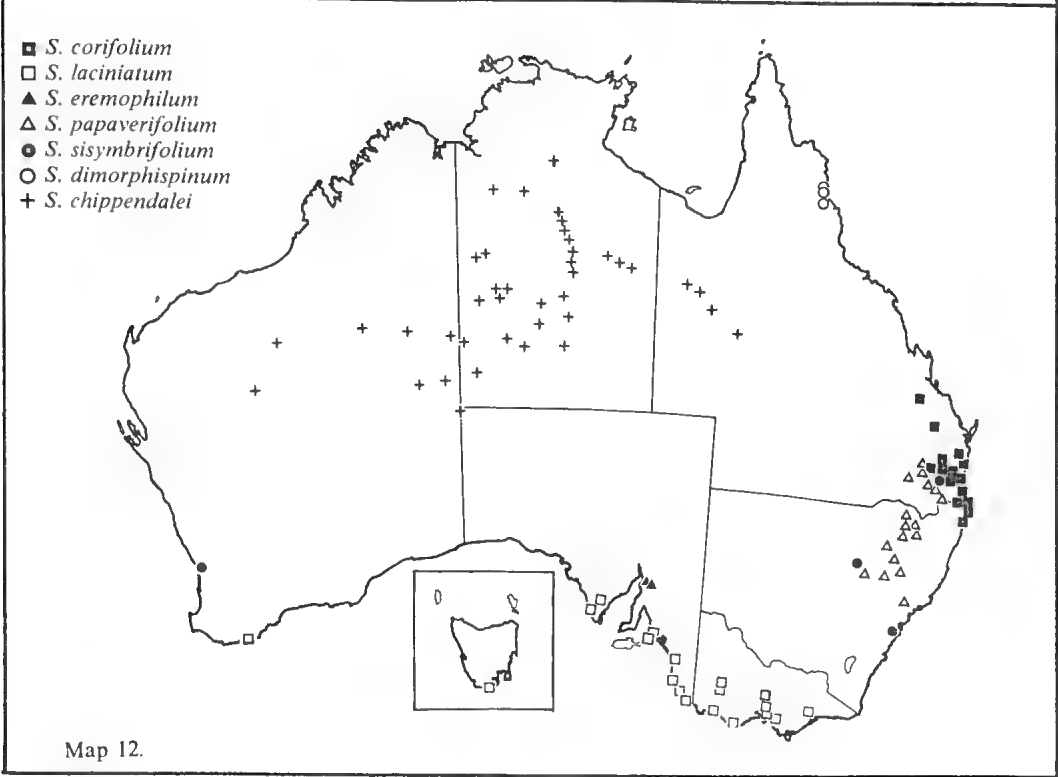 S. corifolium
S. laciniatum
S. eremophilum
S. papaverifolium
S. sisymbrifolium
S. dimorphispinum
S. chippendalei
Map 12.